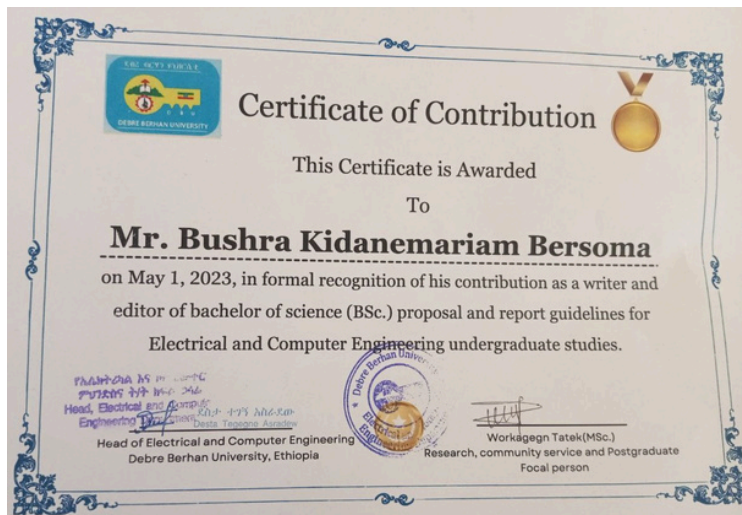 DEBRE BERHAN UNIVERSITY
Certificate of Contribution
This Certificate is Awarded
To
Mr. Bushra Kidanemariam Bersoma
on May 1, 2023, in formal recognition of his contribution as a writer and
editor of bachelor of science (BSc.) proposal and report guidelines for
Electrical and Computer Engineering undergraduate studies.
Debre Berhan
Head, Electrical and Computer
Engineering
Desta Tegegne Asradew
Head of Electrical and Computer Engineering
Debre Berhan University, Ethiopia
Workagegn Tatek(MSc.)
Research, community service and Postgraduate
Focal person